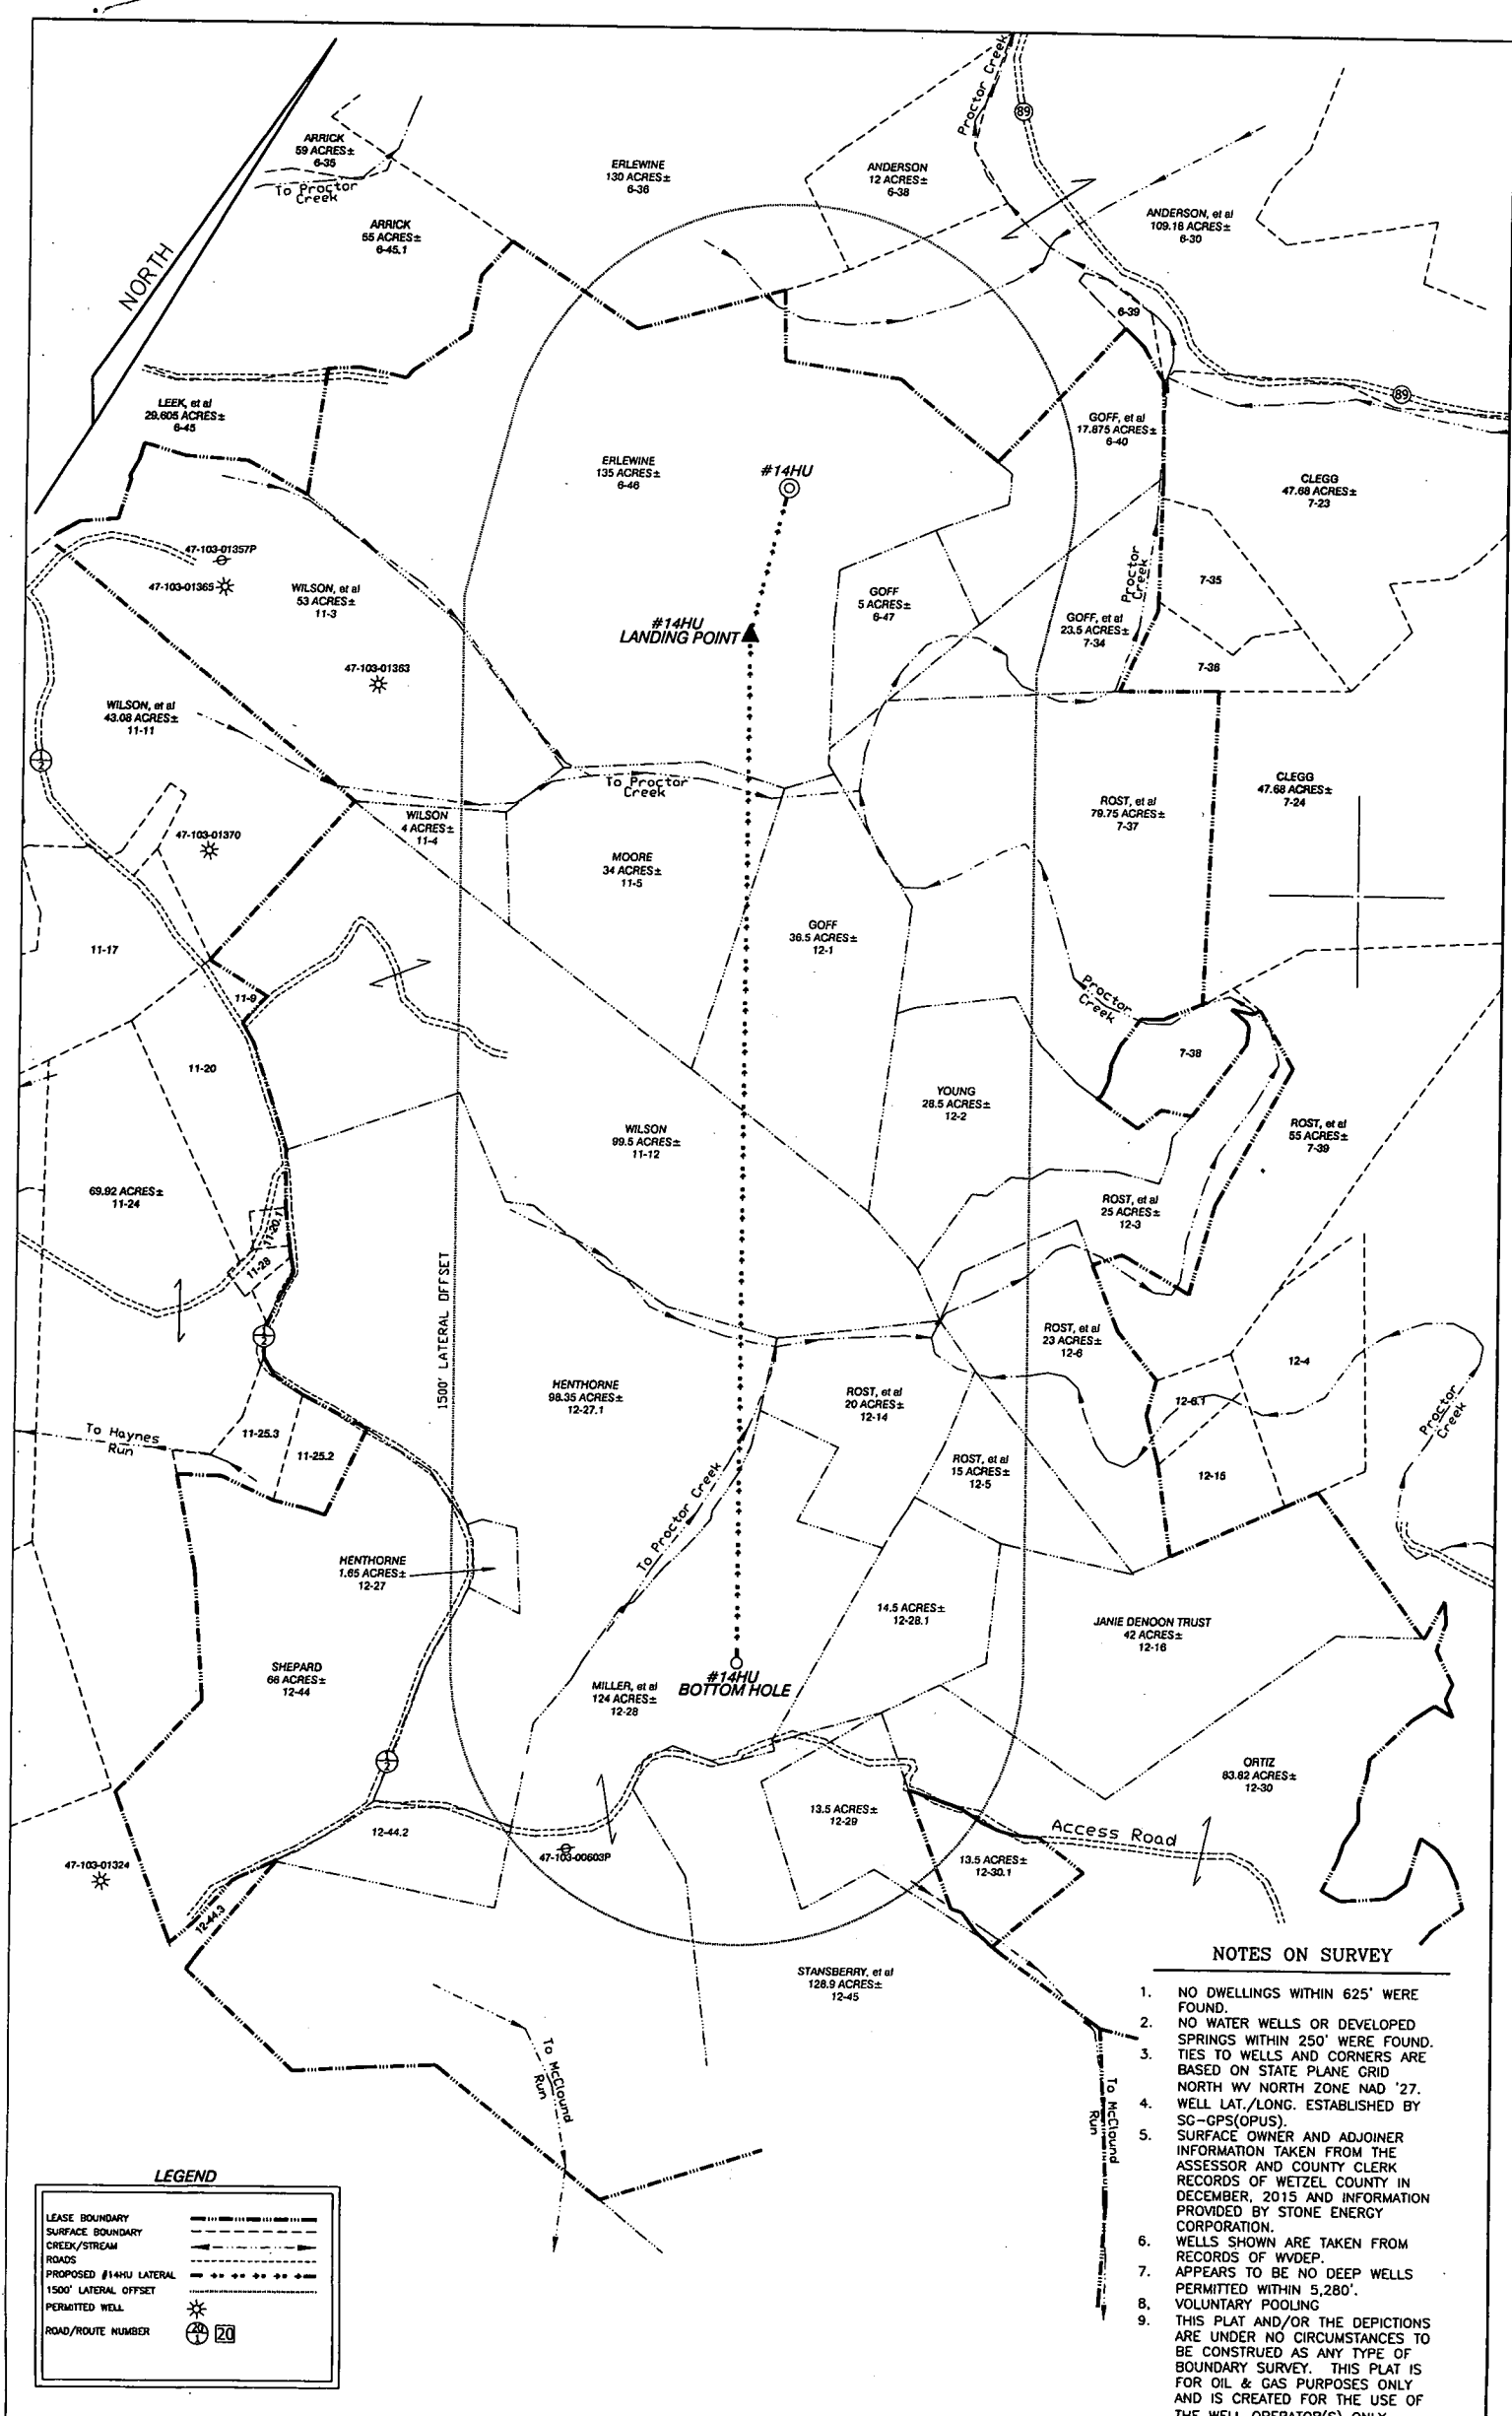 ARRICK
59 ACRES±
6-35
To Proctor
Creek
ERLEWINE
130 ACRES±
6-36
ANDERSON
12 ACRES±
6-38
Proctor Creek
89
ANDERSON, et al
109.16 ACRES±
6-30
NORTH
ARRICK
55 ACRES±
6-45.1
6-39
89
LEEK, et al
29.605 ACRES±
6-45
GOFF, et al
17.875 ACRES±
6-40
ERLEWINE
135 ACRES±
6-46
#14HU
CLEGG
47.68 ACRES±
7-23
47-103-01357P
47-103-01365
WILSON, et al
53 ACRES±
11-3
#14HU
LANDING POINT
GOFF
5 ACRES±
6-47
Proctor
Creek
7-35
GOFF, et al
23.5 ACRES±
7-34
7-36
47-103-01363
WILSON, et al
43.08 ACRES±
11-11
2
To Proctor
Creek
CLEGG
47.68 ACRES±
7-24
ROST, et al
79.75 ACRES±
7-37
47-103-01370
WILSON
4 ACRES±
11-4
MOORE
34 ACRES±
11-5
GOFF
36.5 ACRES±
12-1
11-17
11-9
Proctor
Creek
7-38
11-20
YOUNG
28.5 ACRES±
12-2
WILSON
99.5 ACRES±
11-12
ROST, et al
55 ACRES±
7-39
69.92 ACRES±
11-24
ROST, et al
25 ACRES±
12-3
11-20.1
11-28
2
1500' LATERAL OFFSET
ROST, et al
23 ACRES±
12-6
12-4
HENTHORNE
98.35 ACRES±
12-27.1
ROST, et al
20 ACRES±
12-14
12-6.1
Proctor
Creek
To Haynes
Run
11-25.3
11-25.2
ROST, et al
15 ACRES±
12-5
12-15
To Proctor Creek
HENTHORNE
1.65 ACRES±
12-27
14.5 ACRES±
12-28.1
JANIE DENOON TRUST
42 ACRES±
12-16
SHEPARD
66 ACRES±
12-44
MILLER, et al
124 ACRES±
12-28
#14HU
BOTTOM HOLE
2
ORTIZ
83.82 ACRES±
12-30
13.5 ACRES±
12-29
Access Road
12-44.2
47-103-00603P
13.5 ACRES±
12-30.1
47-103-01324
12-44.3
STANSBERRY, et al
128.9 ACRES±
12-45
To McClound
Run
To McClound
Run
NOTES ON SURVEY
1. NO DWELLINGS WITHIN 625' WERE
FOUND.
2. NO WATER WELLS OR DEVELOPED
SPRINGS WITHIN 250' WERE FOUND.
3. TIES TO WELLS AND CORNERS ARE
BASED ON STATE PLANE GRID
NORTH WV NORTH ZONE NAD '27.
4. WELL LAT./LONG. ESTABLISHED BY
SG-GPS(OPUS).
5. SURFACE OWNER AND ADJOINER
INFORMATION TAKEN FROM THE
ASSESSOR AND COUNTY CLERK
RECORDS OF WETZEL COUNTY IN
DECEMBER, 2015 AND INFORMATION
PROVIDED BY STONE ENERGY
CORPORATION.
6. WELLS SHOWN ARE TAKEN FROM
RECORDS OF WVDEP.
7. APPEARS TO BE NO DEEP WELLS
PERMITTED WITHIN 5,280'.
8. VOLUNTARY POOLING
9. THIS PLAT AND/OR THE DEPICTIONS
ARE UNDER NO CIRCUMSTANCES TO
BE CONSTRUED AS ANY TYPE OF
BOUNDARY SURVEY. THIS PLAT IS
FOR OIL & GAS PURPOSES ONLY
AND IS CREATED FOR THE USE OF
THE WELL OPERATOR(S) ONLY
LEGEND
LEASE BOUNDARY
SURFACE BOUNDARY
CREEK/STREAM
ROADS
PROPOSED #14HU LATERAL
1500' LATERAL OFFSET
PERMITTED WELL
ROAD/ROUTE NUMBER 20 1 20